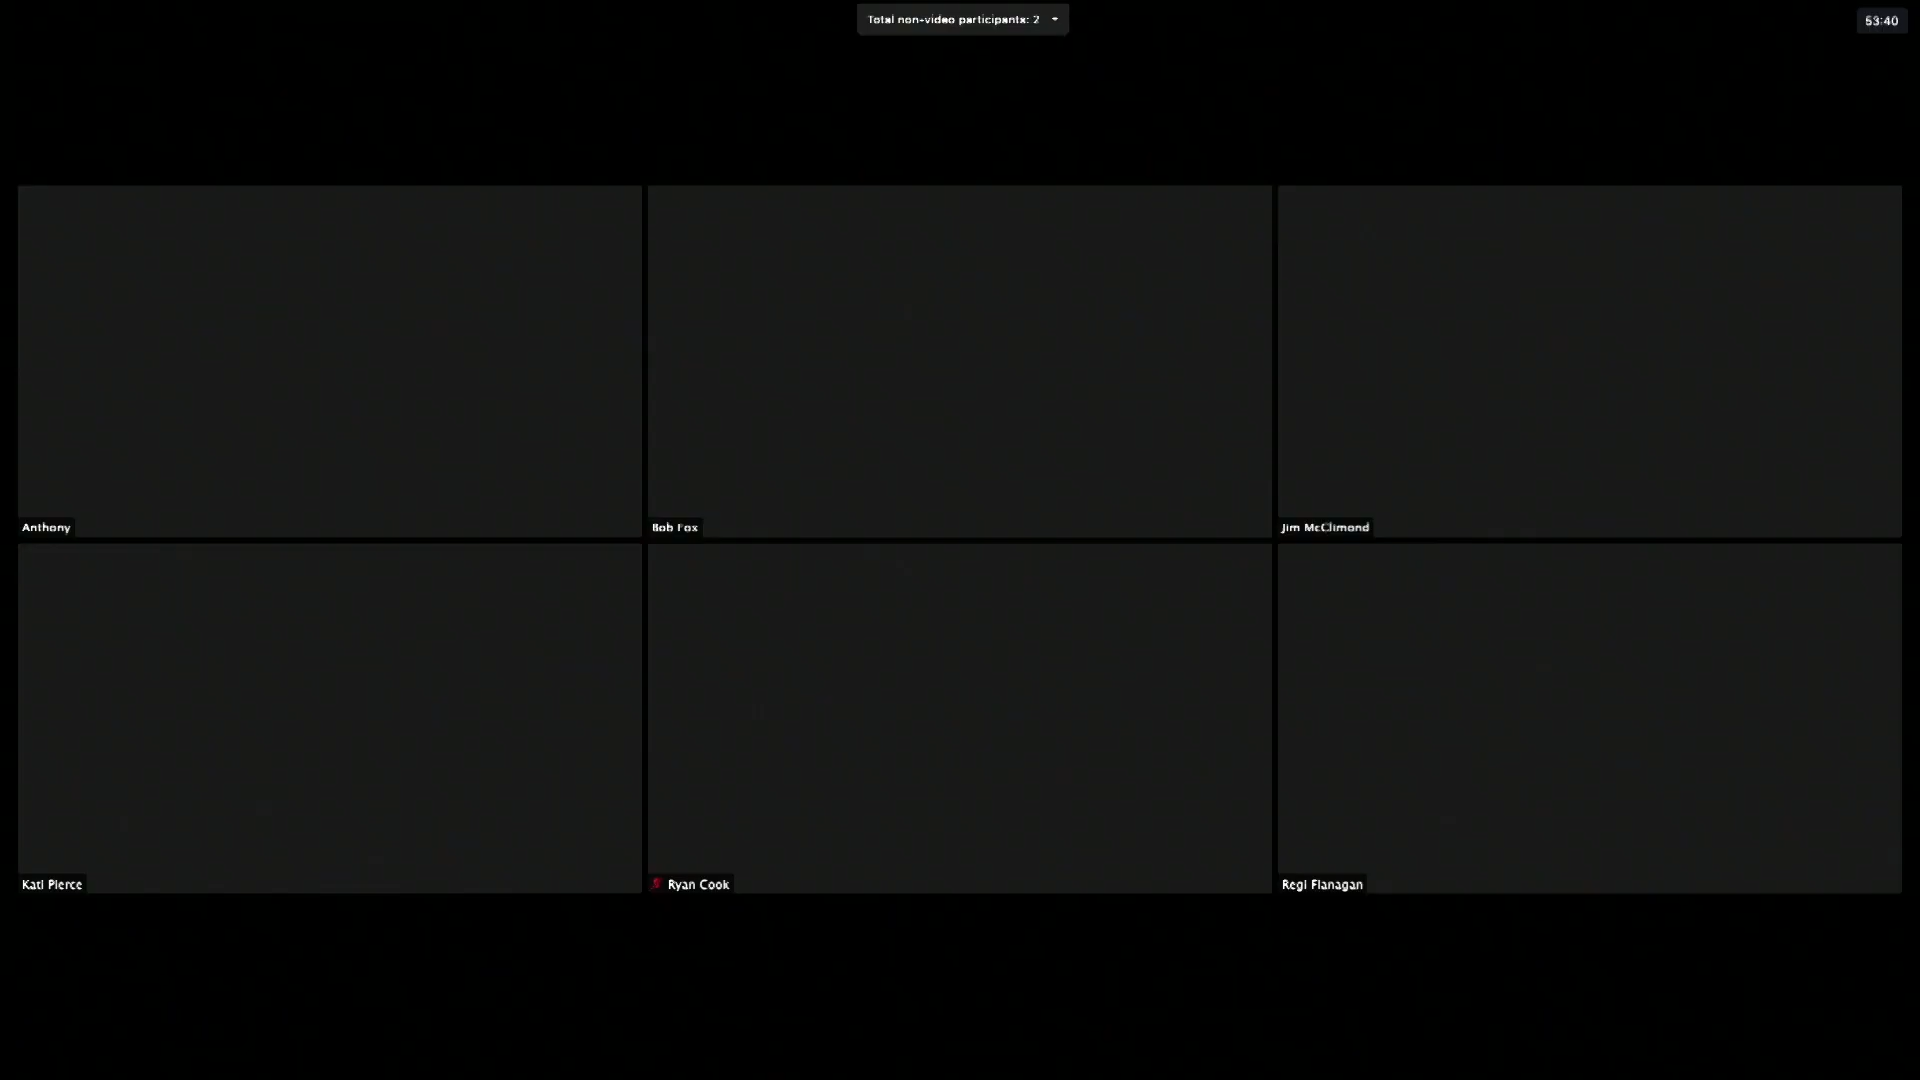 Total non-video participants: 2
53:40
Anthony
Bob Fox
Jim McClimond
Kati Pierce
Ryan Cook
Regi Flanagan